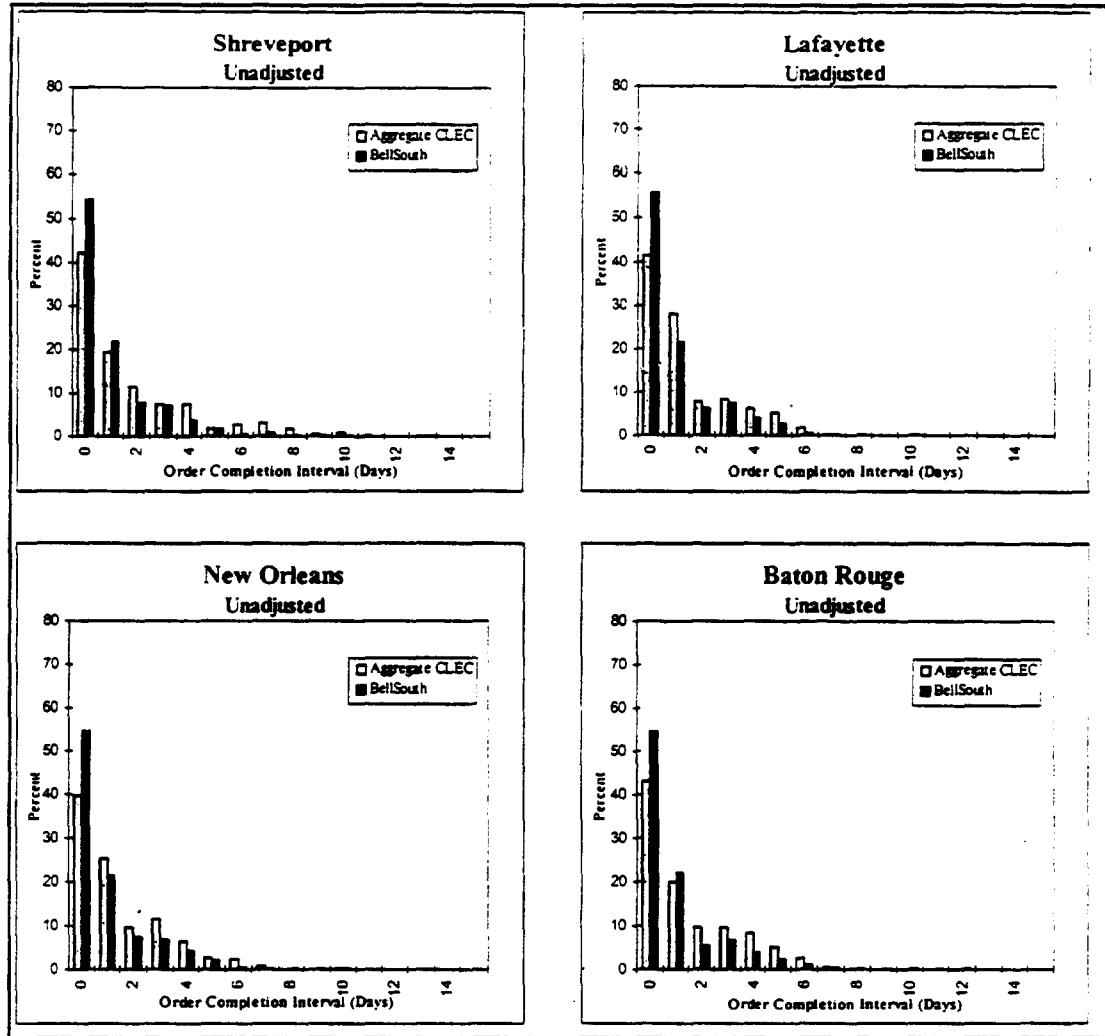 Shreveport
Unadjusted
80
70
60
50
40
30
20
10
0
Percent
Aggregate CLEC
BellSouth
0 2 4 6 8 10 12 14
Order Completion Interval (Days)
Lafayette
Unadjusted
80
70
60
50
40
30
20
10
0
Percent
Aggregate CLEC
BellSouth
0 2 4 6 8 10 12 14
Order Completion Interval (Days)
New Orleans
Unadjusted
80
70
60
50
40
30
20
10
0
Percent
Aggregate CLEC
BellSouth
0 2 4 6 8 10 12 14
Order Completion Interval (Days)
Baton Rouge
Unadjusted
80
70
60
50
40
30
20
10
0
Percent
Aggregate CLEC
BellSouth
0 2 4 6 8 10 12 14
Order Completion Interval (Days)